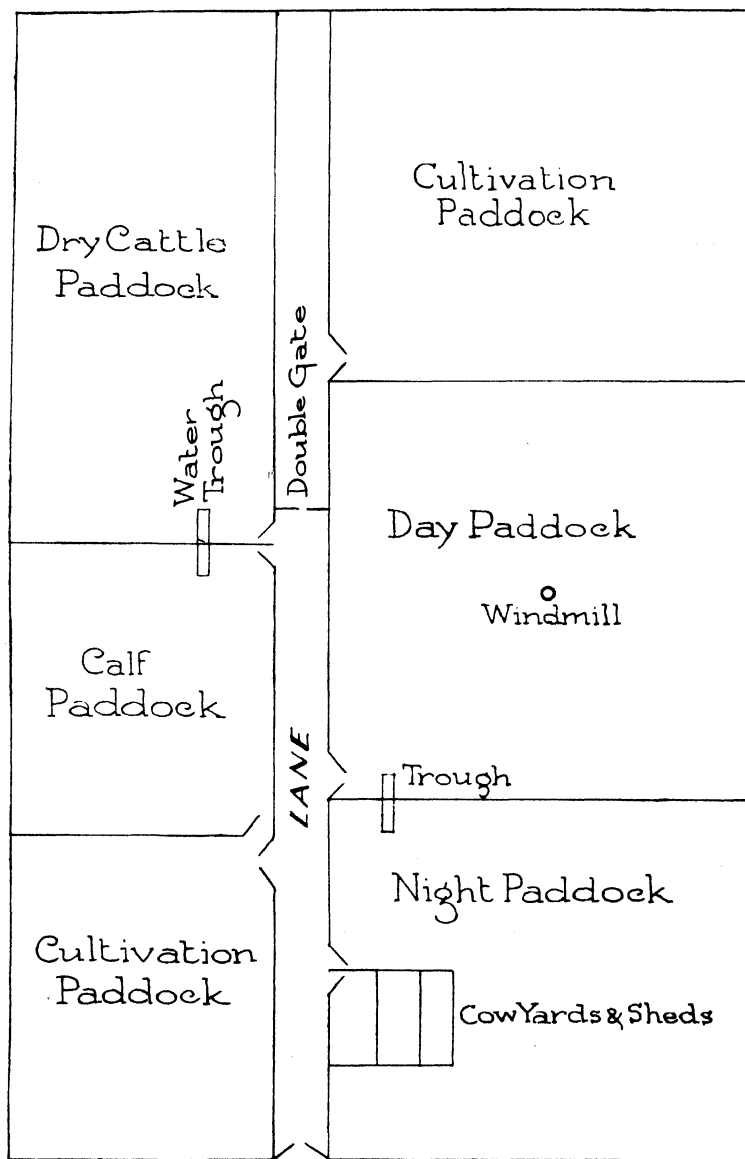 Cultivation
Paddock
Dry Cattle
Paddock
Double Gate
Water
Trough
Day Paddock
Windmill
Calf
Paddock
LANE
Trough
Night Paddock
Cultivation
Paddock
Cow Yards & Sheds